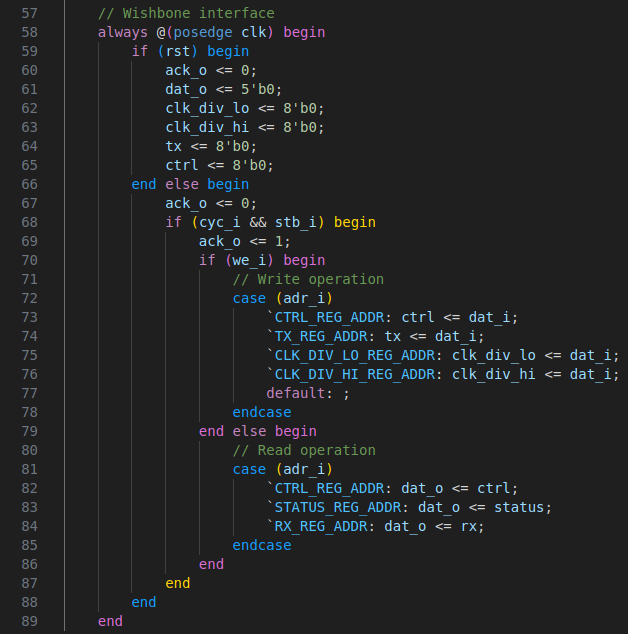 57    // Wishbone interface
58    always @(posedge clk) begin
59        if (rst) begin
60            ack_o <= 0;
61            dat_o <= 5'b0;
62            clk_div_lo <= 8'b0;
63            clk_div_hi <= 8'b0;
64            tx <= 8'b0;
65            ctrl <= 8'b0;
66        end else begin
67            ack_o <= 0;
68            if (cyc_i && stb_i) begin
69                ack_o <= 1;
70                if (we_i) begin
71                    // Write operation
72                    case (adr_i)
73                        `CTRL_REG_ADDR: ctrl <= dat_i;
74                        `TX_REG_ADDR: tx <= dat_i;
75                        `CLK_DIV_LO_REG_ADDR: clk_div_lo <= dat_i;
76                        `CLK_DIV_HI_REG_ADDR: clk_div_hi <= dat_i;
77                        default: ;
78                    endcase
79                end else begin
80                    // Read operation
81                    case (adr_i)
82                        `CTRL_REG_ADDR: dat_o <= ctrl;
83                        `STATUS_REG_ADDR: dat_o <= status;
84                        `RX_REG_ADDR: dat_o <= rx;
85                    endcase
86                end
87            end
88        end
89    end